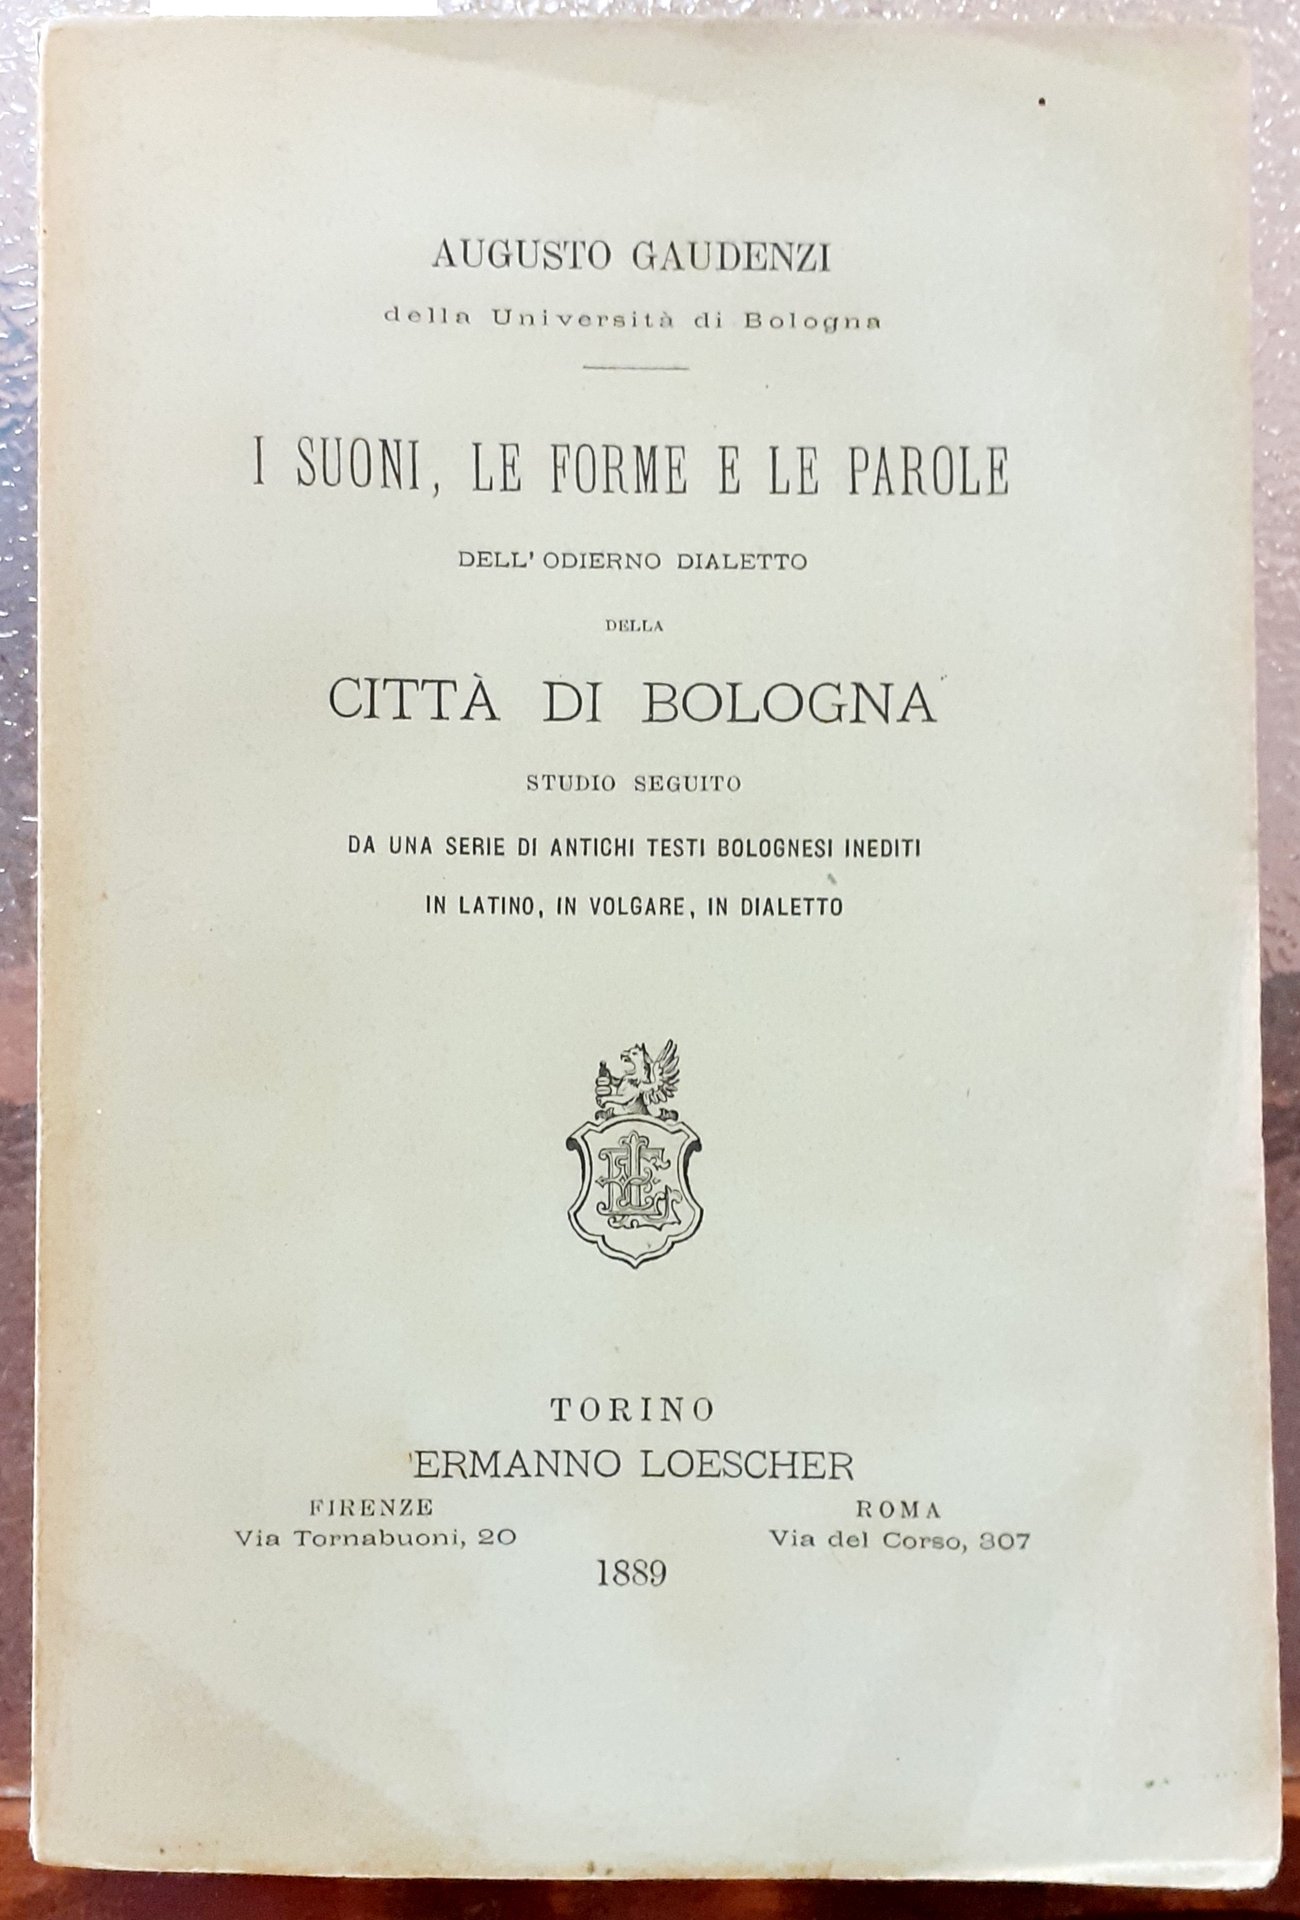 AUGUSTO GAUDENZI
della Università di Bologna
I SUONI, LE FORME E LE PAROLE
DELL' ODIERNO DIALETTO
DELLA
CITTÀ DI BOLOGNA
STUDIO SEGUITO
DA UNA SERIE DI ANTICHI TESTI BOLOGNESI INEDITI
IN LATINO, IN VOLGARE, IN DIALETTO
EL
TORINO
ERMANNO LOESCHER
FIRENZE
Via Tornabuoni, 20
ROMA
Via del Corso, 307
1889